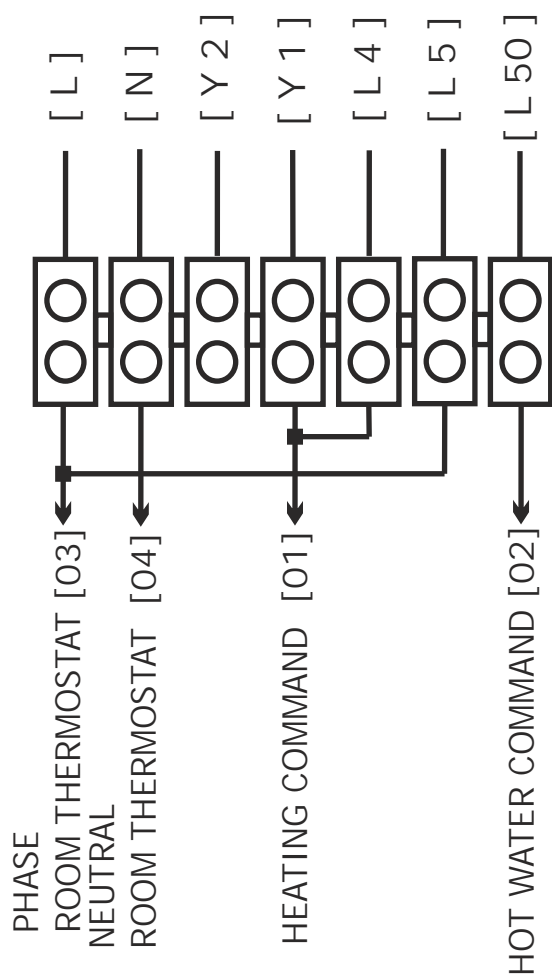 [ L ]
[ N ]
[ Y 2 ]
[ Y 1 ]
[ L 4 ]
[ L 5 ]
[ L 50 ]
PHASE
ROOM THERMOSTAT [03]
NEUTRAL
ROOM THERMOSTAT [04]
HEATING COMMAND [01]
HOT WATER COMMAND [02]